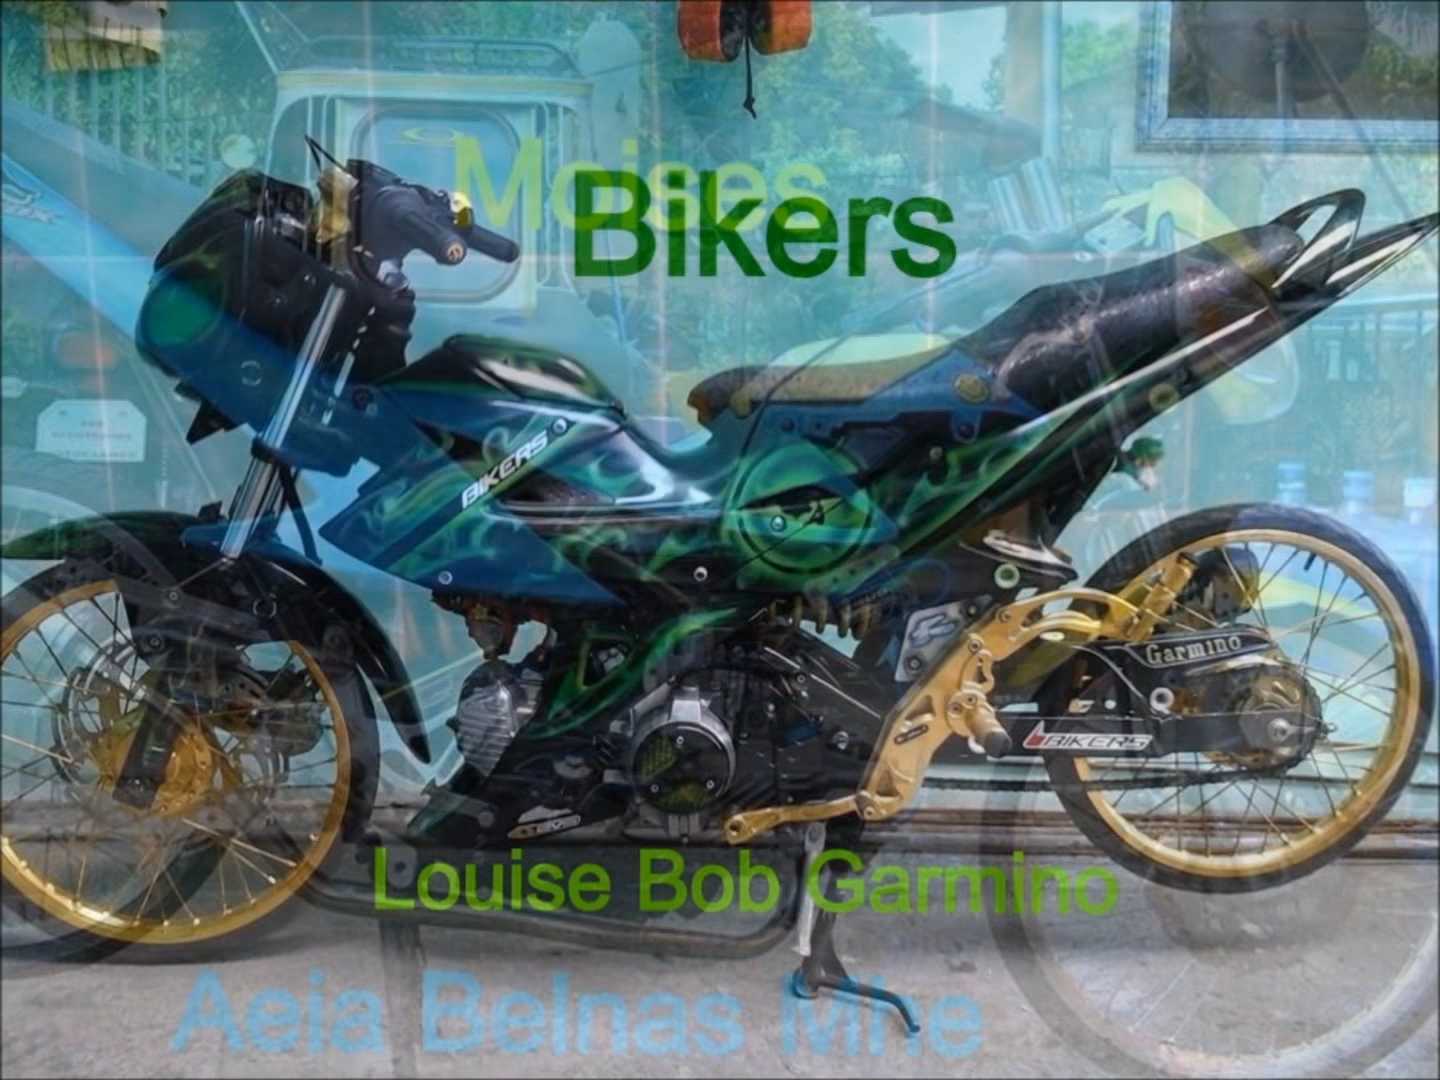 Moises
Bikers
BIKERS
Garmino
BIKERS
Louise Bob Garmino
Aeia Belnas Mhe